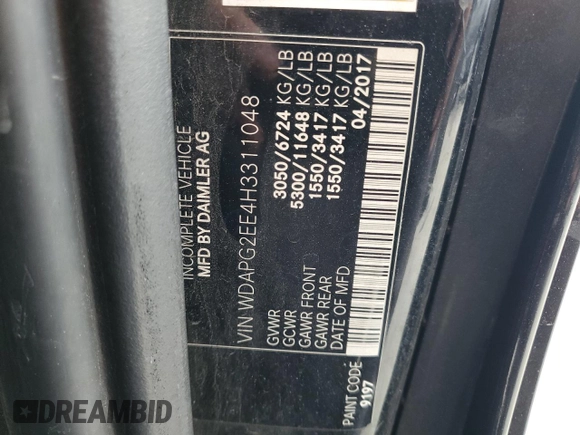 INCOMPLETE VEHICLE
MFD BY DAIMLER AG
VIN WDAPG2EE4H3311048
GVWR 3050/6724 KG/LB
GCWR 5300/11648 KG/LB
GAWR FRONT 1550/3417 KG/LB
GAWR REAR 1550/3417 KG/LB
DATE OF MFD 04/2017
PAINT CODE
9197
DREAMBID